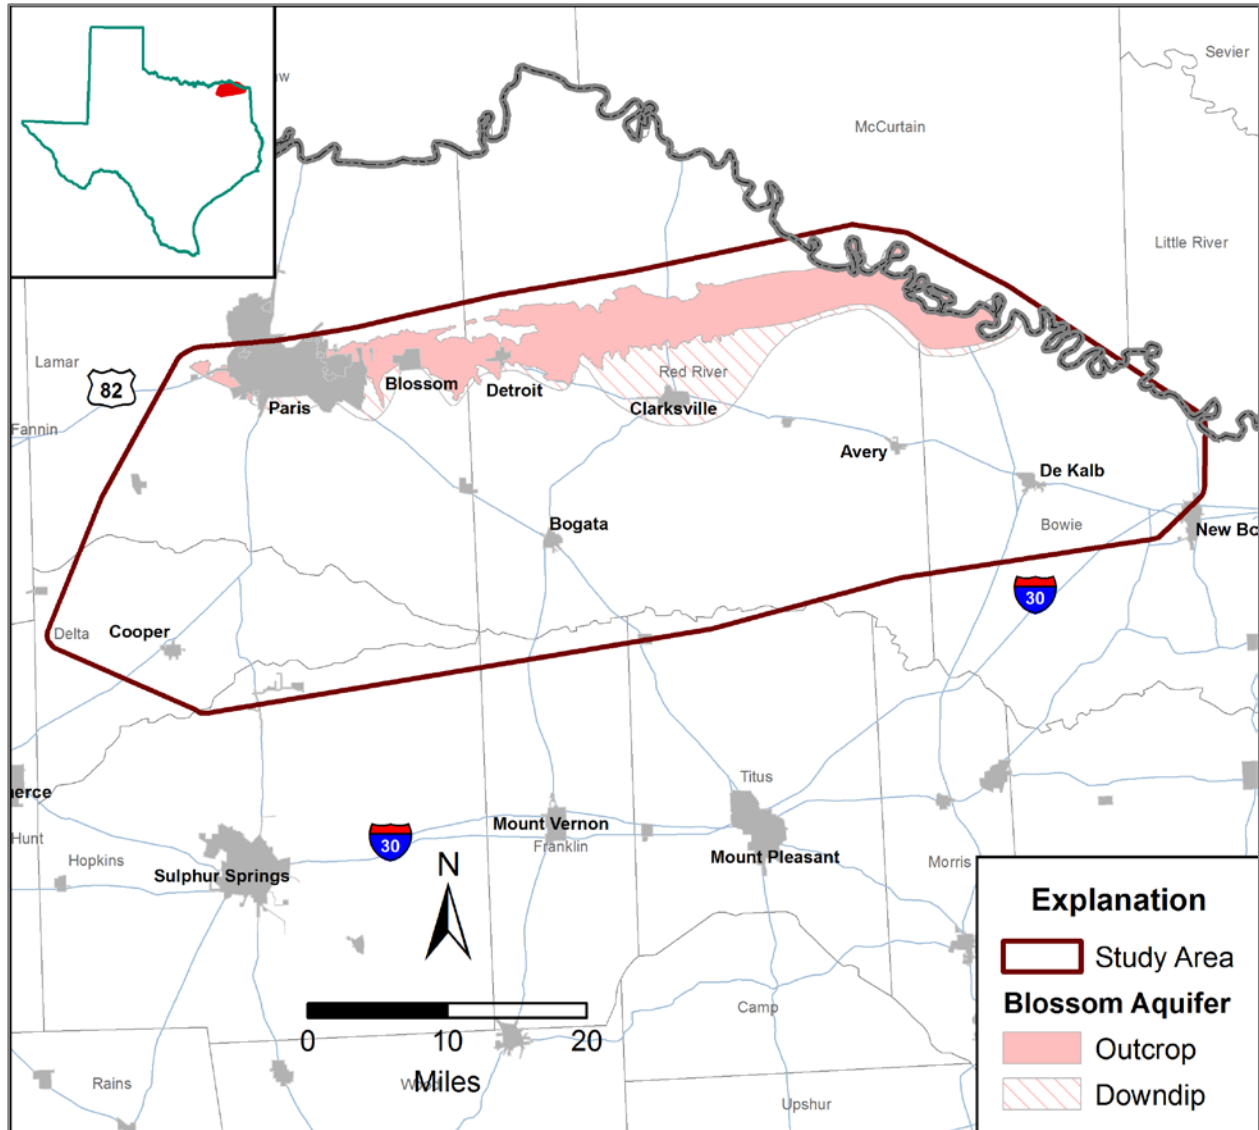 Sevier
aw
McCurtain
Little River
Lamar
82
Blossom
Detroit
Red River
Paris
Clarksville
Fannin
Avery
De Kalb
Bogata
Bowie
New Bo
30
Delta
Cooper
Titus
erce
Mount Vernon
Hunt
30
Franklin
Hopkins
Mount Pleasant
Morris
Sulphur Springs
N
Explanation
Study Area
Blossom Aquifer
Camp
0
10
20
Outcrop
Miles
Rains
Downdip
Upshur